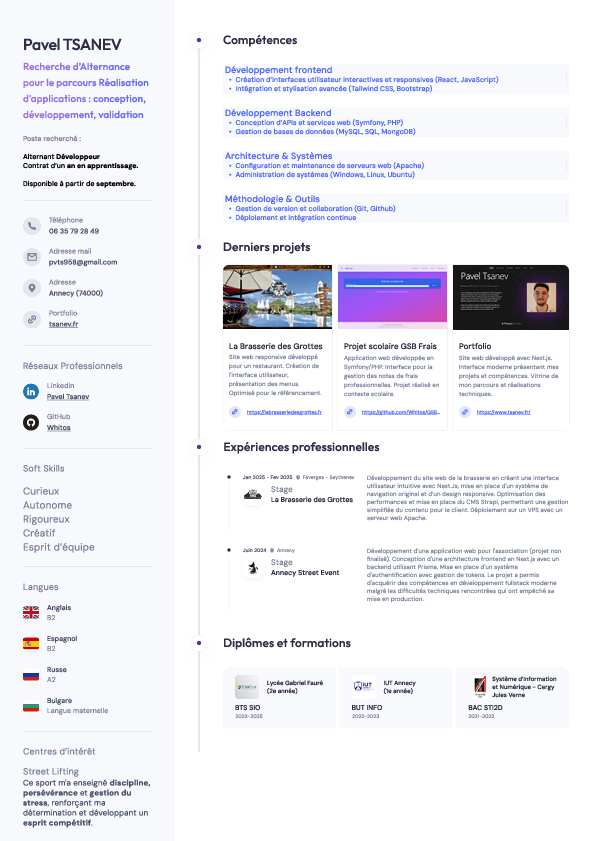 Pavel TSANEV
Recherche d'Alternance
pour le parcours Réalisation
d'applications : conception,
développement, validation
Poste recherché :
Alternant Développeur
Contrat d'un an en apprentissage.
Disponible à partir de septembre.
Téléphone
06 35 79 28 49
Adresse mail
pvts958@gmail.com
Adresse
Annecy (74000)
Portfolio
tsanev.fr
Réseaux Professionnels
Linkedin
Pavel Tsanev
GitHub
Whitos
Soft Skills
Curieux
Autonome
Rigoureux
Créatif
Esprit d'équipe
Langues
Anglais
B2
Espagnol
B2
Russe
A2
Bulgare
Langue maternelle
Centres d'intérêt
Street Lifting
Ce sport m'a enseigné discipline,
persévérance et gestion du
stress, renforçant ma
détermination et développant un
esprit compétitif.
Compétences
Développement frontend
• Création d'interfaces utilisateur interactives et responsives (React, JavaScript)
• Intégration et stylisation avancée (Tailwind CSS, Bootstrap)
Développement Backend
• Conception d'APIs et services web (Symfony, PHP)
• Gestion de bases de données (MySQL, SQL, MongoDB)
Architecture & Systèmes
• Configuration et maintenance de serveurs web (Apache)
• Administration de systèmes (Windows, Linux, Ubuntu)
Méthodologie & Outils
• Gestion de version et collaboration (Git, Github)
• Déploiement et intégration continue
Derniers projets
Pavel Tsanev
La Brasserie des Grottes
Site web responsive développé
pour un restaurant. Création de
l'interface utilisateur,
présentation des menus.
Optimisé pour le référencement.
https://labrasseriedesgrottes.fr
Projet scolaire GSB Frais
Application web développée en
Symfony/PHP. Interface pour la
gestion des notes de frais
professionnelles. Projet réalisé en
contexte scolaire.
https://github.com/Whitos/GSB...
Portfolio
Site web développé avec Next.js.
Interface moderne présentant mes
projets et compétences. Vitrine de
mon parcours et réalisations
techniques.
https://www.tsanev.fr/
Expériences professionnelles
Jan 2025 - Fev 2025 Faverges - Seythenex
Stage
La Brasserie des Grottes
Développement du site web de la brasserie en créant une interface
utilisateur intuitive avec Next.Js, mise en place d'un système de
navigation original et d'un design responsive. Optimisation des
performances et mise en place du CMS Strapi, permettant une gestion
simplifiée du contenu pour le client. Déploiement sur un VPS avec un
serveur web Apache.
Juin 2024 Annecy
Stage
Annecy Street Event
Développement d'une application web pour l'association (projet non
finalisé). Conception d'une architecture frontend en Next.js avec un
backend utilisant Prisma. Mise en place d'un système
d'authentification avec gestion de tokens. Le projet a permis
d'acquérir des compétences en développement fullstack moderne
malgré les difficultés techniques rencontrées qui ont empêché sa
mise en production.
Diplômes et formations
Lycée Gabriel Fauré
(2e année)
BTS SIO
2023-2025
IUT
IUT Annecy
(1e année)
BUT INFO
2022-2023
Système d'Information
et Numérique - Cergy
Jules Verne
BAC STI2D
2021-2022